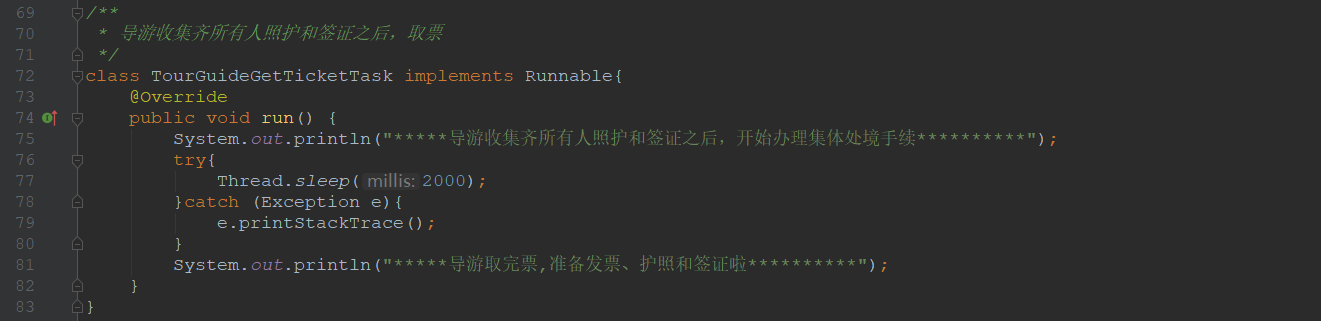 69 /**
70  * 导游收集齐所有人照护和签证之后，取票
71  */
72 class TourGuideGetTicketTask implements Runnable{
73     @Override
74     public void run() {
75         System.out.println("*****导游收集齐所有人照护和签证之后，开始办理集体处境手续**********");
76         try{
77             Thread.sleep( millis: 2000);
78         }catch (Exception e){
79             e.printStackTrace();
80         }
81         System.out.println("*****导游取完票,准备发票、护照和签证啦**********");
82     }
83 }